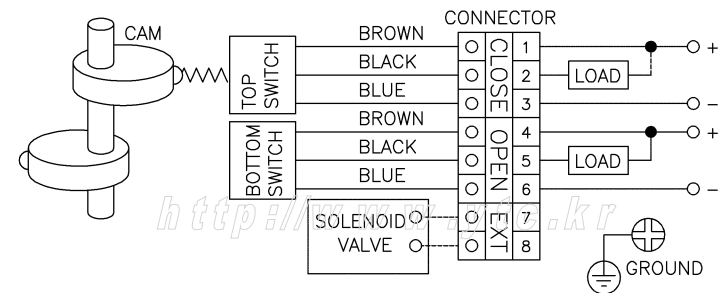 CONNECTOR
CAM
TOP SWITCH
BROWN
BLACK
BLUE
CLOSE
1
2
3
LOAD
+
−
BOTTOM SWITCH
BROWN
BLACK
BLUE
OPEN
4
5
6
LOAD
+
−
SOLENOID
VALVE
EXT
7
8
GROUND
http://www.ytc.kr